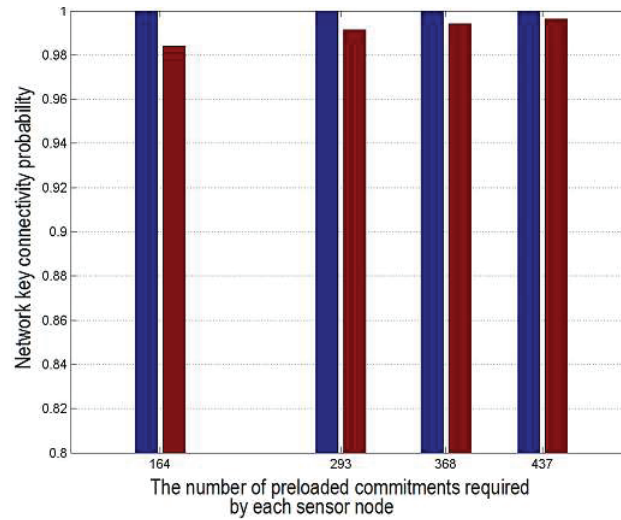 1
0.98
0.96
0.94
0.92
0.9
0.88
0.86
0.84
0.82
0.8
Network key connectivity probability
164 293 368 437
The number of preloaded commitments required
by each sensor node